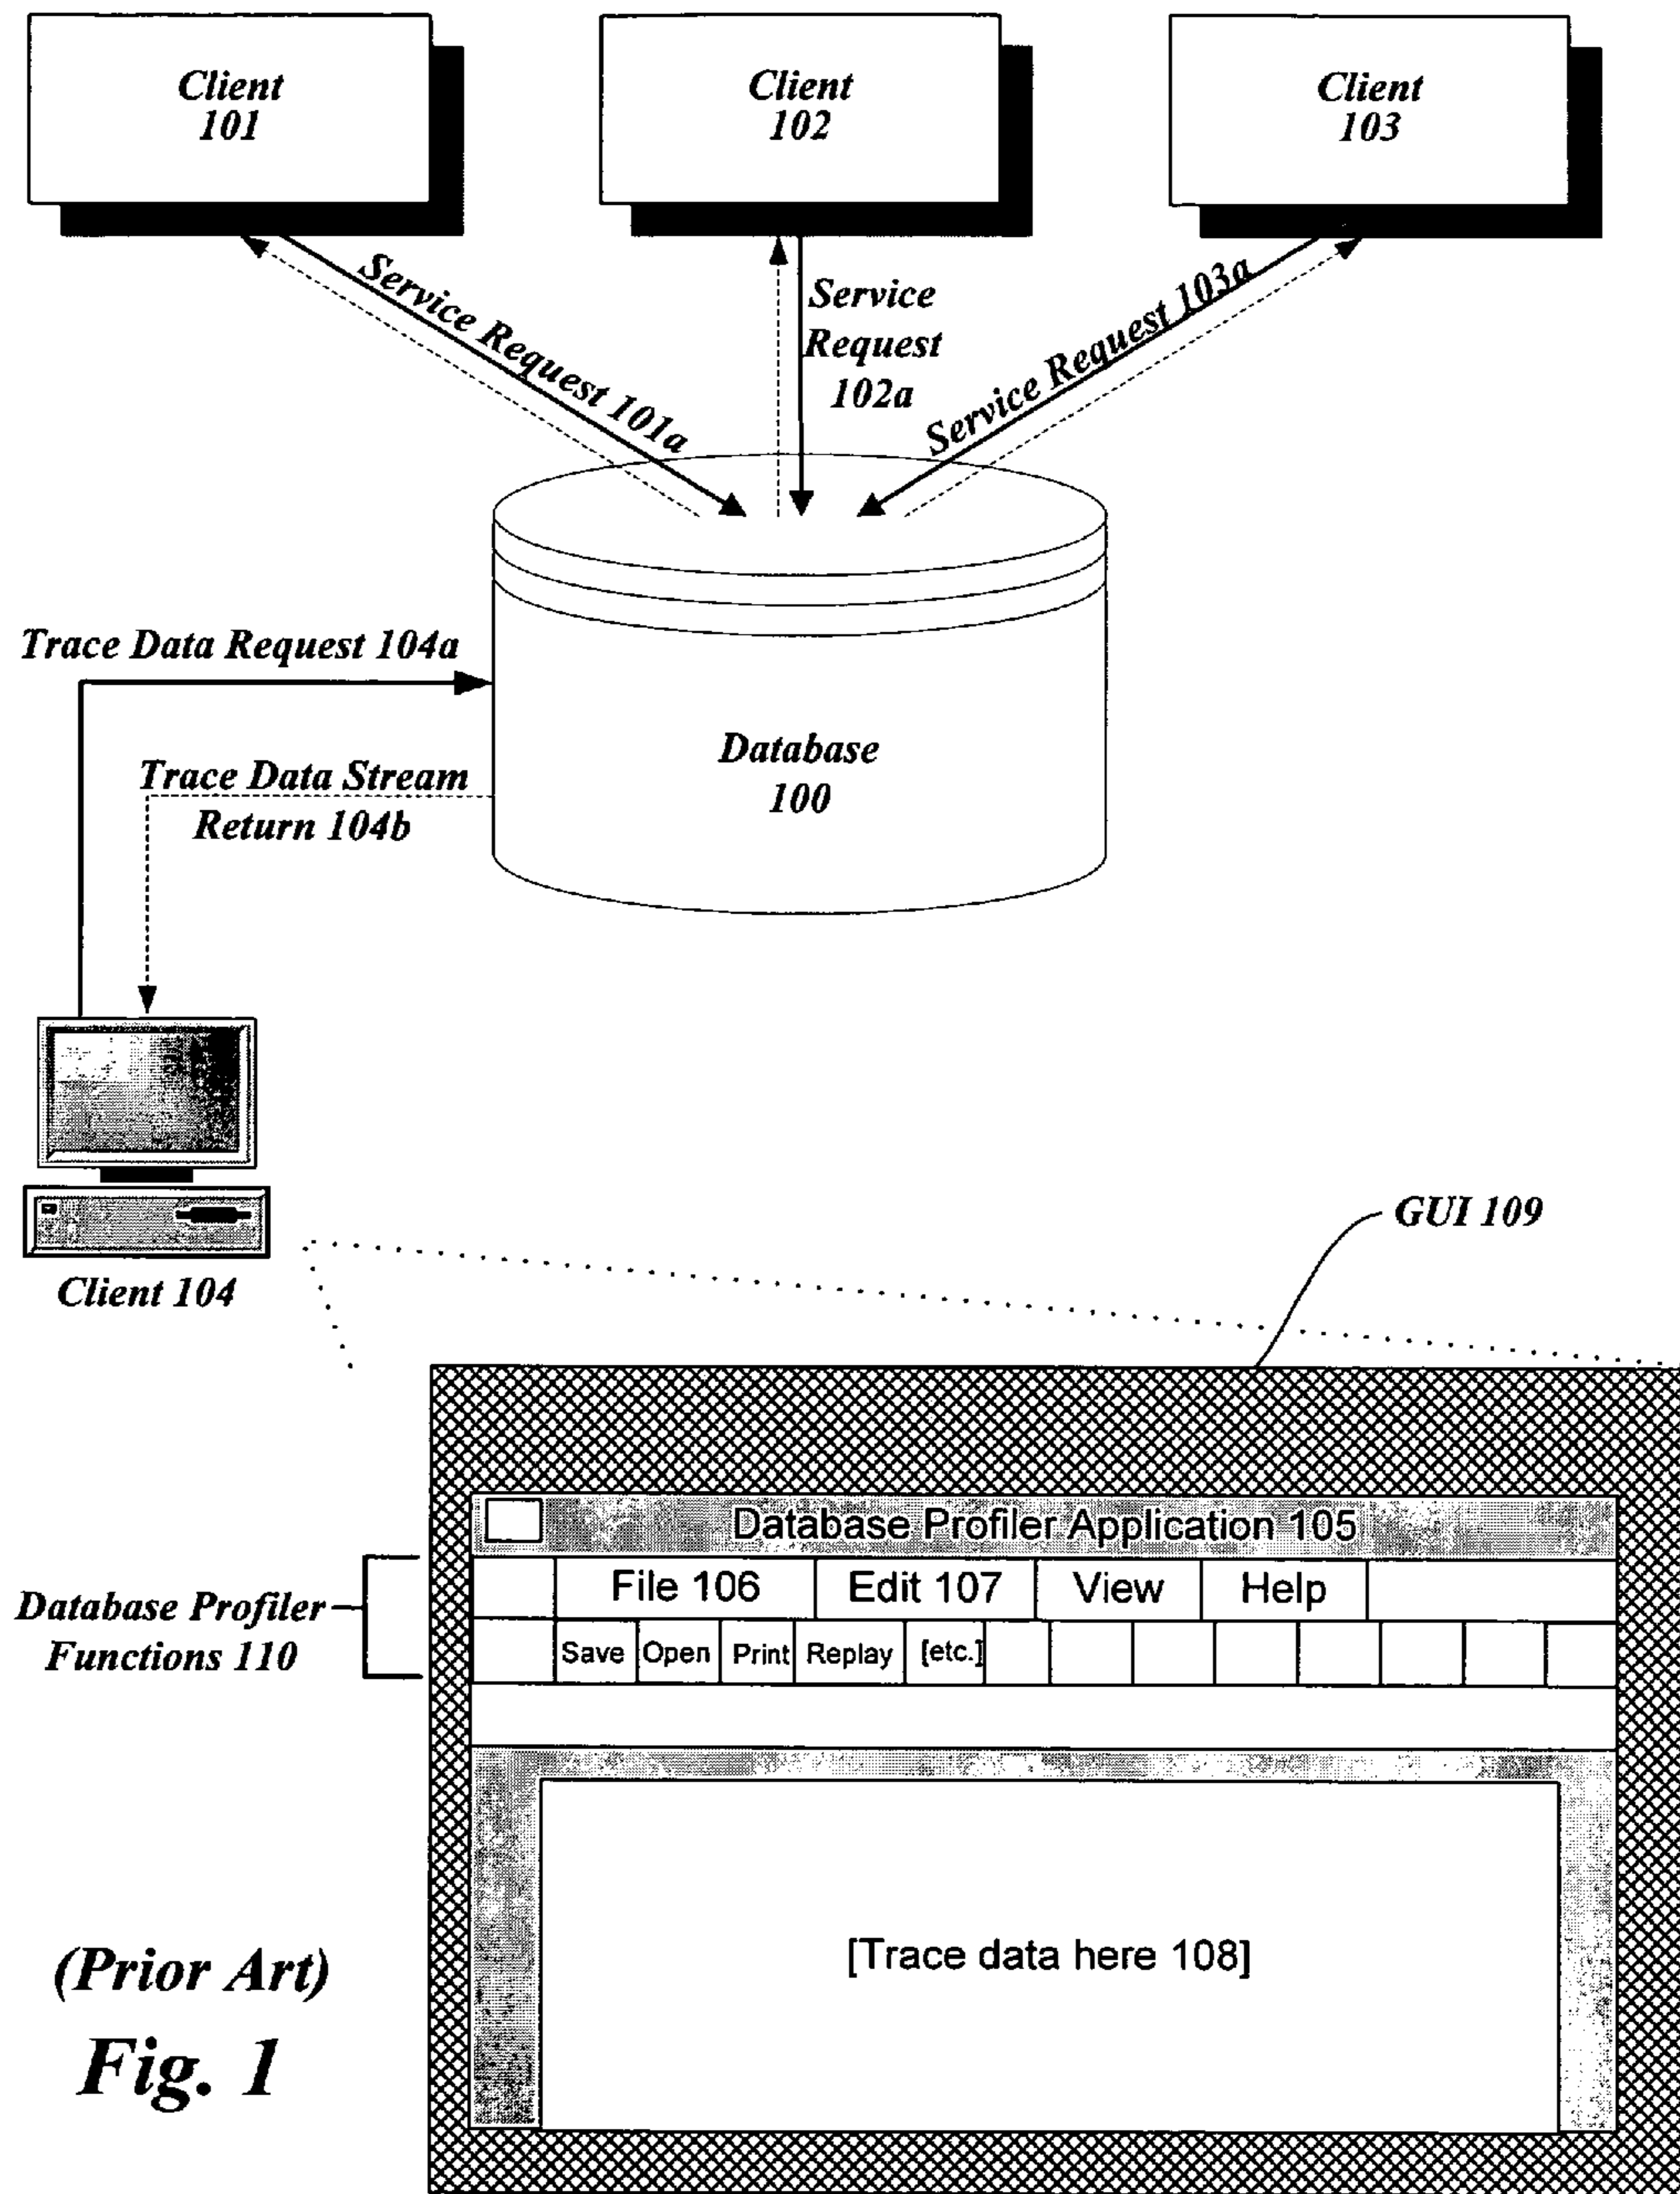 Client
101
Client
102
Client
103
Service Request 101a
Service
Request
102a
Service Request 103a
Trace Data Request 104a
Trace Data Stream
Return 104b
Database
100
Client 104
GUI 109
Database Profiler Application 105
Database Profiler
Functions 110
File 106
Edit 107
View
Help
Save
Open
Print
Replay
[etc.]
[Trace data here 108]
(Prior Art)
Fig. 1